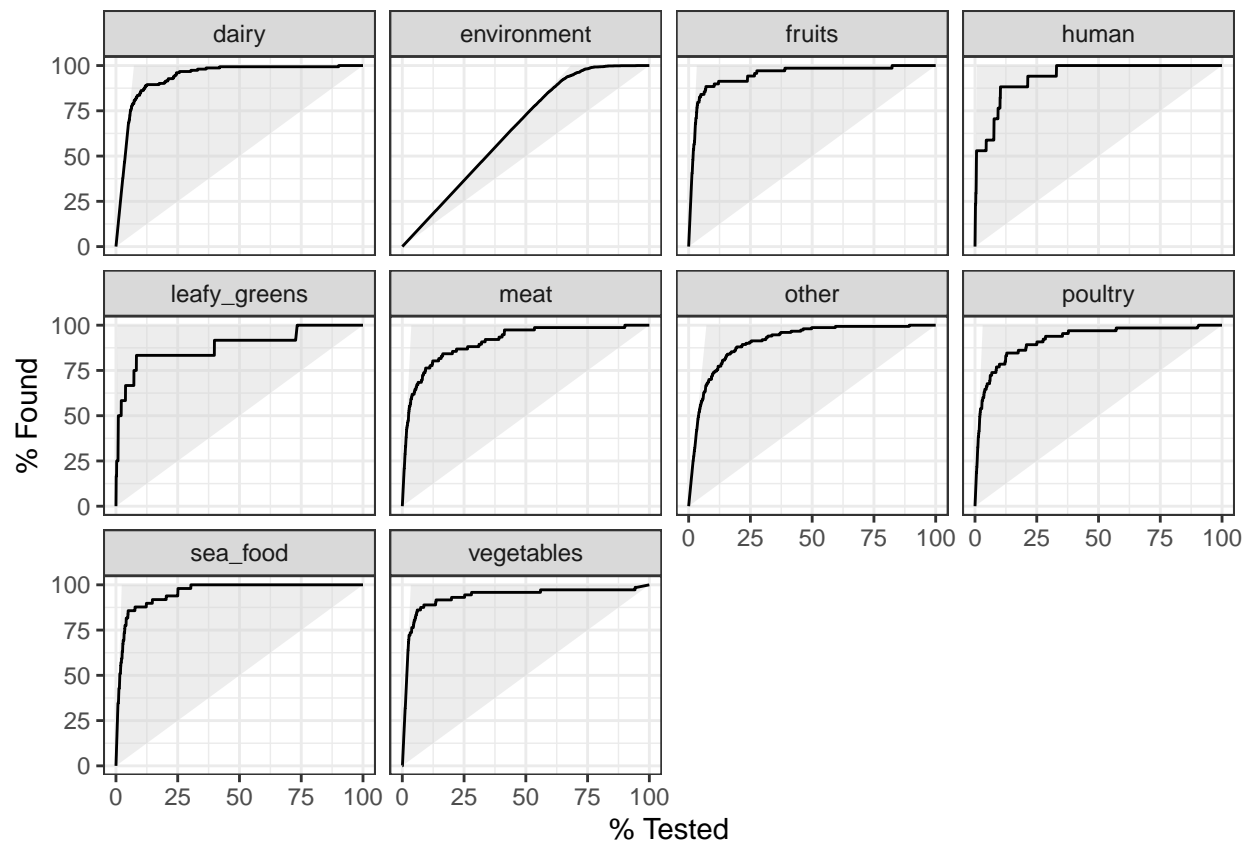 dairy environment fruits human
100
75
50
25
0
leafy_greens meat other poultry
100
75
50
25
0
0 25 50 75 100 0 25 50 75 100
sea_food vegetables
100
75
50
25
0
0 25 50 75 100 0 25 50 75 100
% Tested
% Found